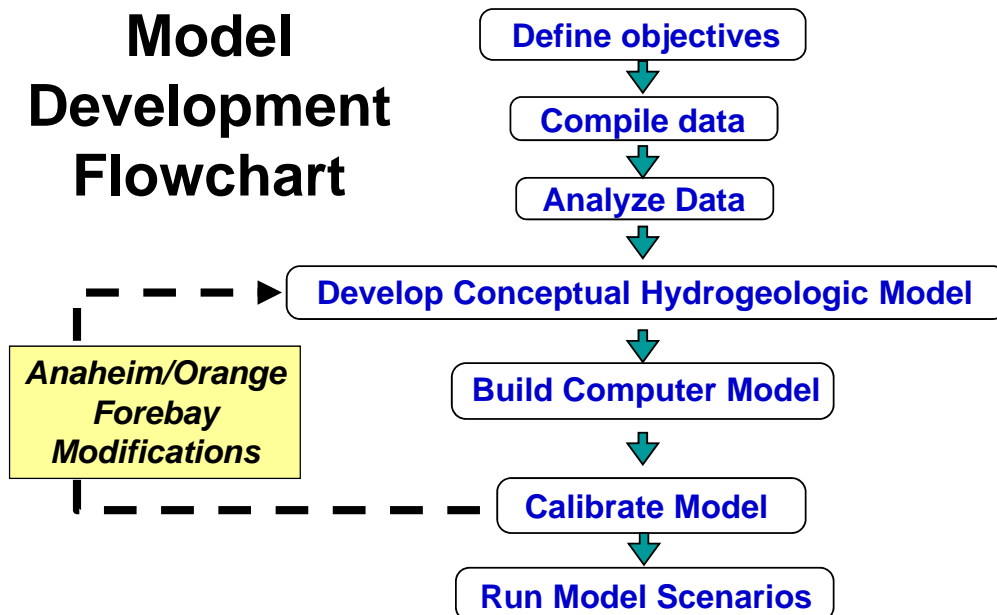 Model
Development
Flowchart
Define objectives
Compile data
Analyze Data
Develop Conceptual Hydrogeologic Model
Anaheim/Orange
Forebay
Modifications
Build Computer Model
Calibrate Model
Run Model Scenarios